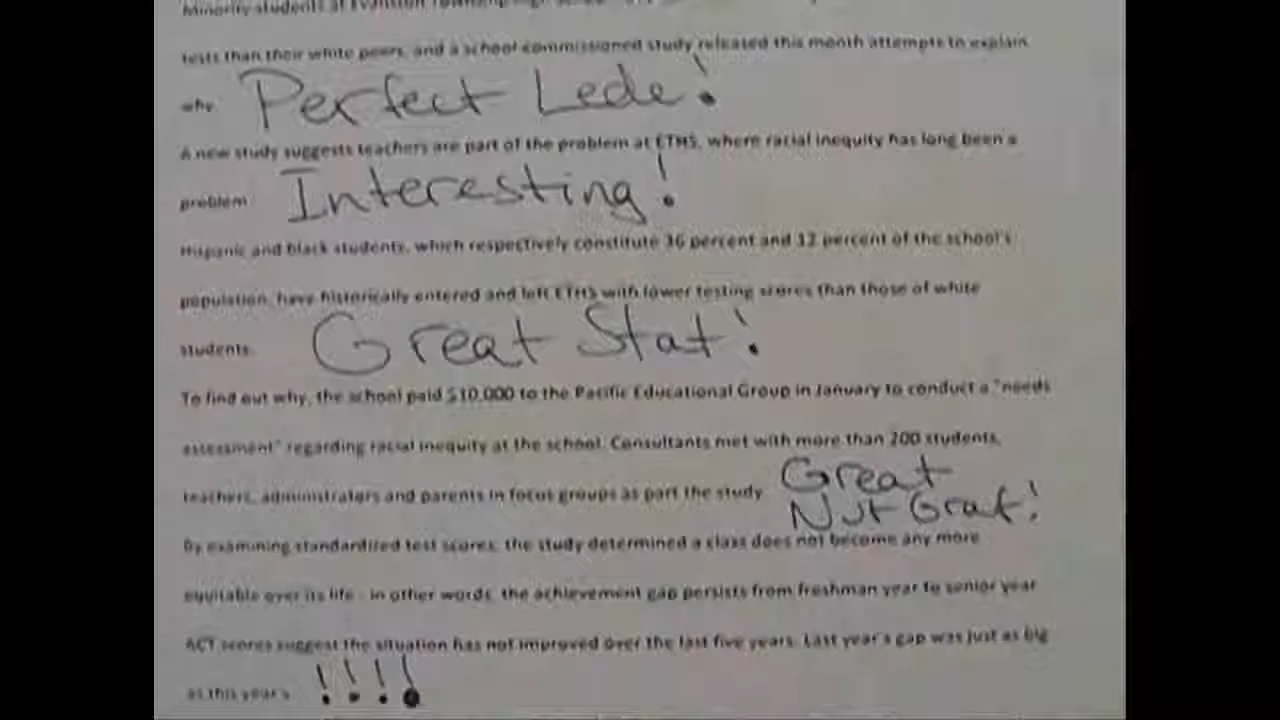 Minority students at Evanston Township High School
tests than their white peers, and a school-commissioned study released this month attempts to explain
why. Perfect Lede!
A new study suggests teachers are part of the problem at ETHS, where racial inequity has long been a
problem. Interesting!
Hispanic and black students, which respectively constitute 36 percent and 12 percent of the school's
population, have historically entered and left ETHS with lower testing scores than those of white
students. Great Stat!
To find out why, the school paid $10,000 to the Pacific Educational Group in January to conduct a "needs
assessment" regarding racial inequity at the school. Consultants met with more than 200 students,
teachers, administrators and parents in focus groups as part the study. Great
Nut Graf!
By examining standardized test scores, the study determined a class does not become any more
equitable over its life - in other words, the achievement gap persists from freshman year to senior year.
ACT scores suggest the situation has not improved over the last five years. Last year's gap was just as big
as this year's. !!!!